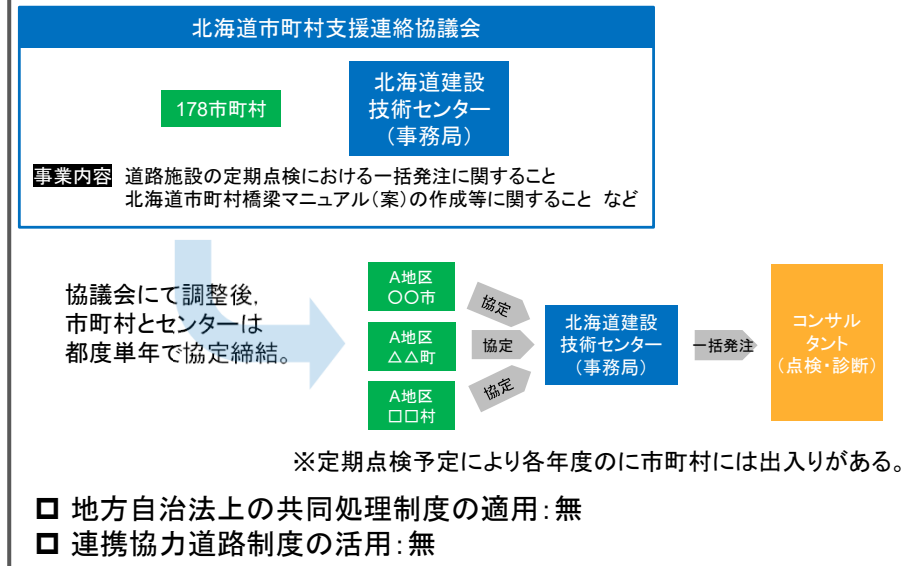 北海道市町村支援連絡協議会
178市町村
北海道建設
技術センター
（事務局）
事業内容 道路施設の定期点検における一括発注に関すること
北海道市町村橋梁マニュアル（案）の作成等に関すること など
協議会にて調整後，
市町村とセンターは
都度単年で協定締結。
A地区
〇〇市
協定
A地区
△△町
協定
A地区
□□村
協定
北海道建設
技術センター
（事務局）
一括発注
コンサル
タント
（点検・診断）
※定期点検予定により各年度のに市町村には出入りがある。
地方自治法上の共同処理制度の適用：無
連携協力道路制度の活用：無